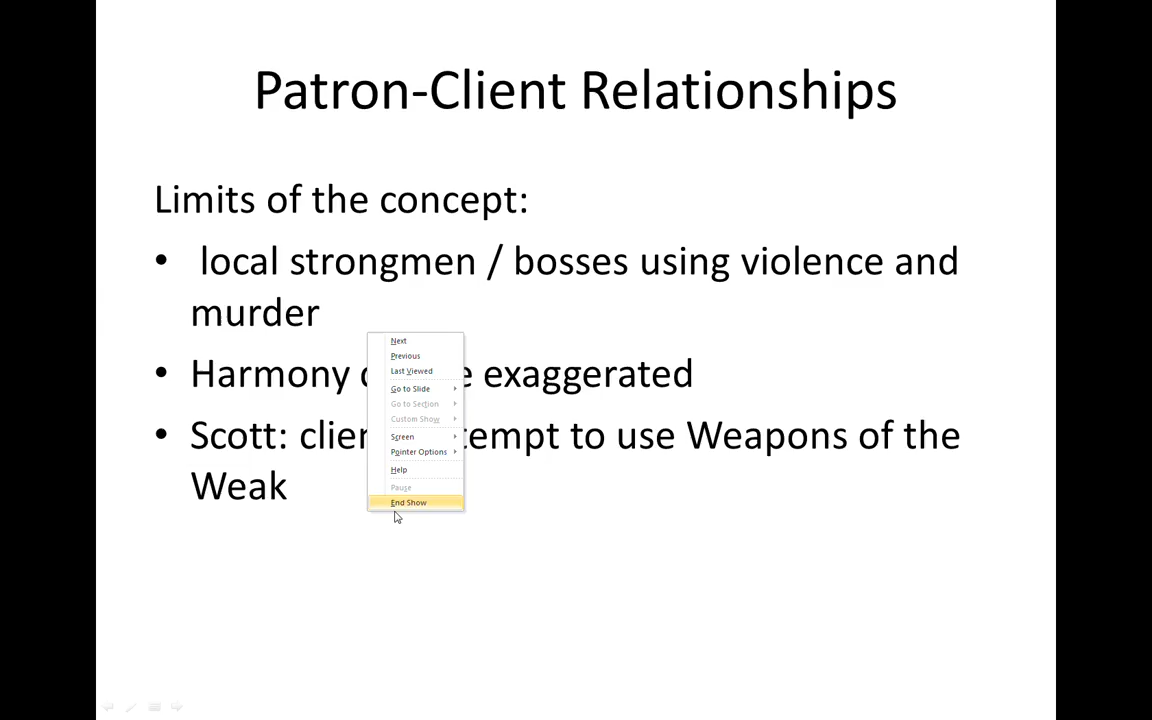 Patron-Client Relationships
Limits of the concept:
• local strongmen / bosses using violence and
murder
• Harmony exaggerated
• Scott: to use Weapons of the
Weak
Next
Previous
Last Viewed
Go to Slide
Go to Section
Custom Show
Screen
Pointer Options
Help
Pause
End Show